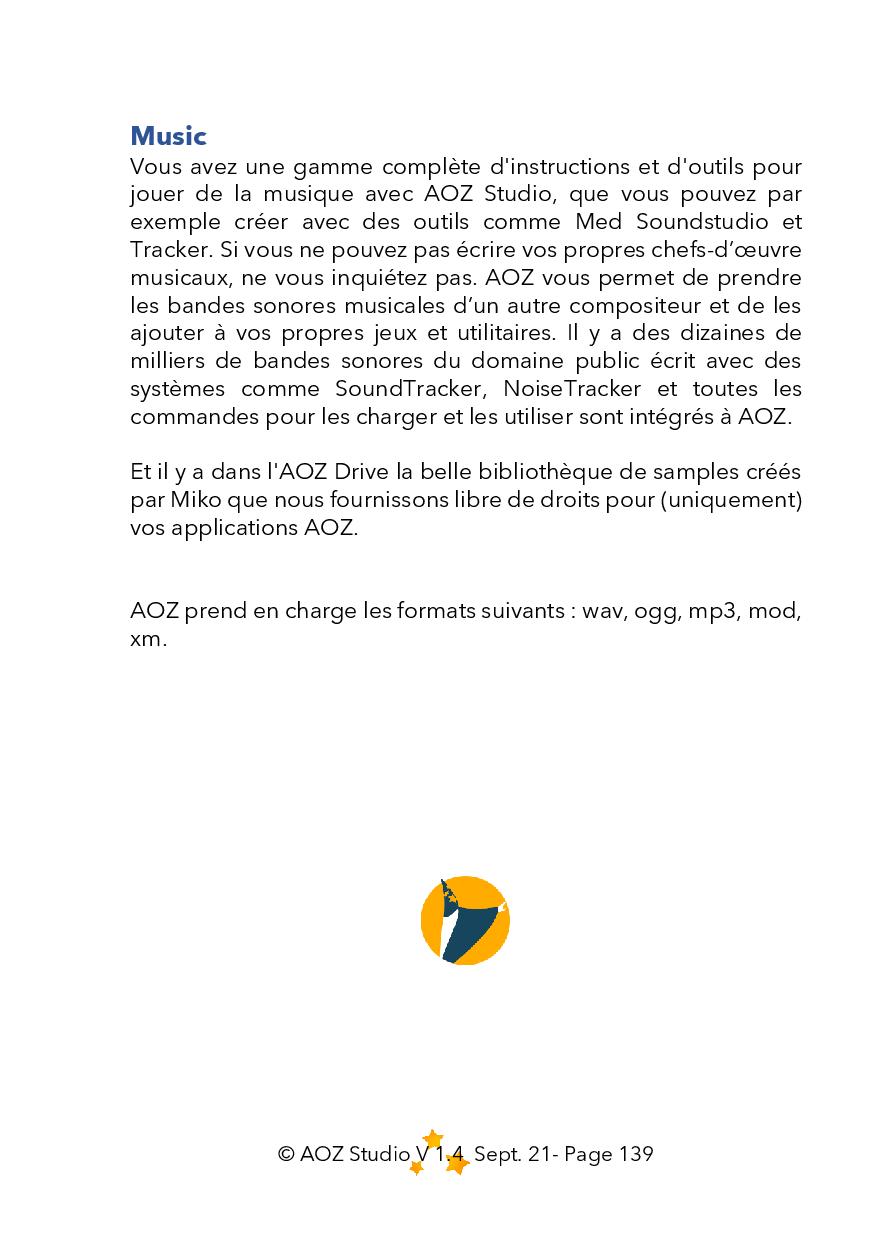 Music
Vous avez une gamme complète d'instructions et d'outils pour
jouer de la musique avec AOZ Studio, que vous pouvez par
exemple créer avec des outils comme Med Soundstudio et
Tracker. Si vous ne pouvez pas écrire vos propres chefs-d’œuvre
musicaux, ne vous inquiétez pas. AOZ vous permet de prendre
les bandes sonores musicales d’un autre compositeur et de les
ajouter à vos propres jeux et utilitaires. Il y a des dizaines de
milliers de bandes sonores du domaine public écrit avec des
systèmes comme SoundTracker, NoiseTracker et toutes les
commandes pour les charger et les utiliser sont intégrés à AOZ.
Et il y a dans l'AOZ Drive la belle bibliothèque de samples créés
par Miko que nous fournissons libre de droits pour (uniquement)
vos applications AOZ.
AOZ prend en charge les formats suivants : wav, ogg, mp3, mod,
xm.
© AOZ Studio V 1.4 Sept. 21- Page 139